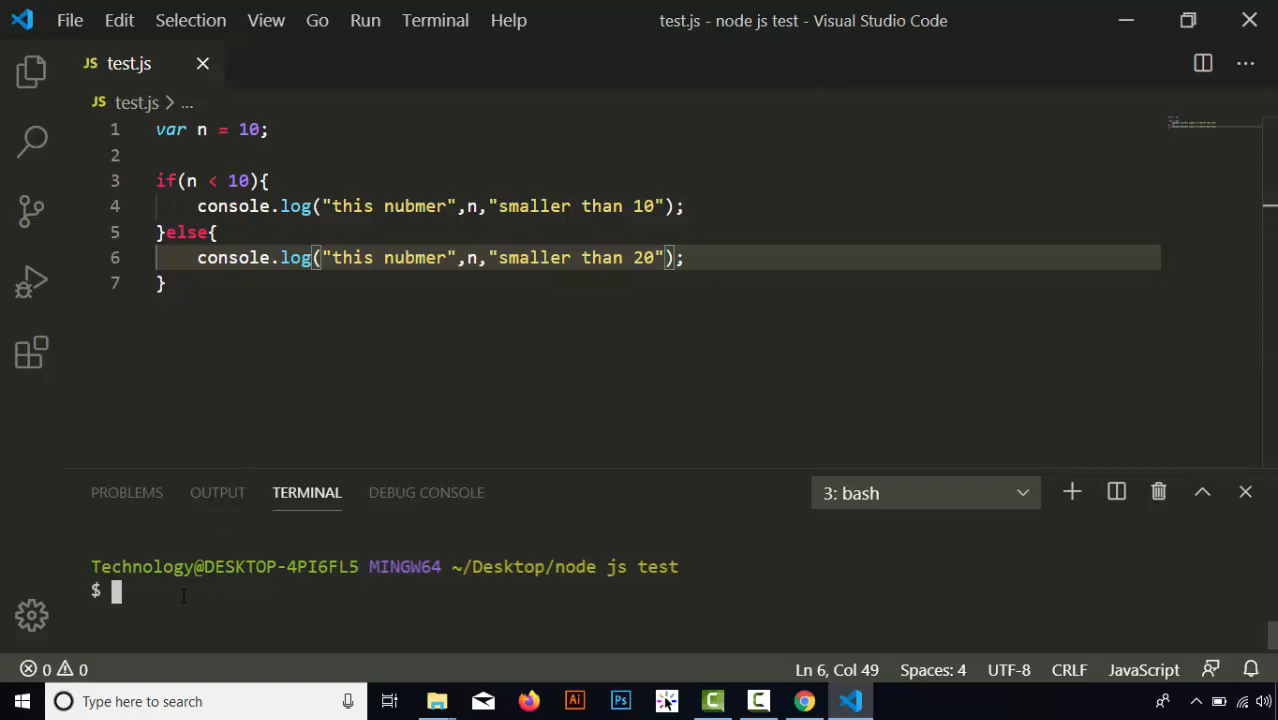 File Edit Selection View Go Run Terminal Help test.js - node js test - Visual Studio Code
JS test.js
JS test.js > ...
1 var n = 10;
2
3 if(n < 10){
4 console.log("this nubmer",n,"smaller than 10");
5 }else{
6 console.log("this nubmer",n,"smaller than 20");
7 }
PROBLEMS OUTPUT TERMINAL DEBUG CONSOLE 3: bash
Technology@DESKTOP-4PI6FL5 MINGW64 ~/Desktop/node js test
$
0 0 Ln 6, Col 49 Spaces: 4 UTF-8 CRLF JavaScript
Type here to search Ai Ps C C